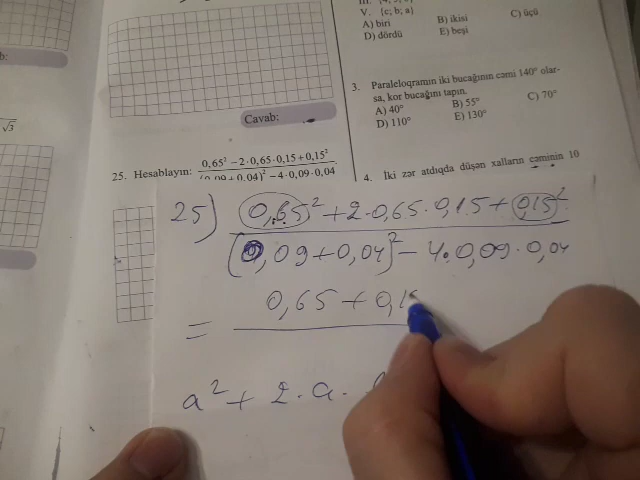 V. {c; b; a}
A) biri B) ikisi C) üçü
D) dördü E) beşi
3. Paraleloqramın iki bucağının cəmi 140° olar-
sa, kor bucağını tapın.
A) 40° B) 55° C) 70°
D) 110° E) 130°
4. İki zər atdıqda düşən xalların cəminin 10
b:
√3
Cavab:
25. Hesablayın: 0,65² − 2·0,65·0,15+0,15²
(0,09+0,04)² − 4·0,09·0,04
25) 0,65² + 2·0,65·0,15 + 0,15²
(0,09+0,04)² − 4·0,09·0,04
= 0,65 + 0,15
a² + 2·a·